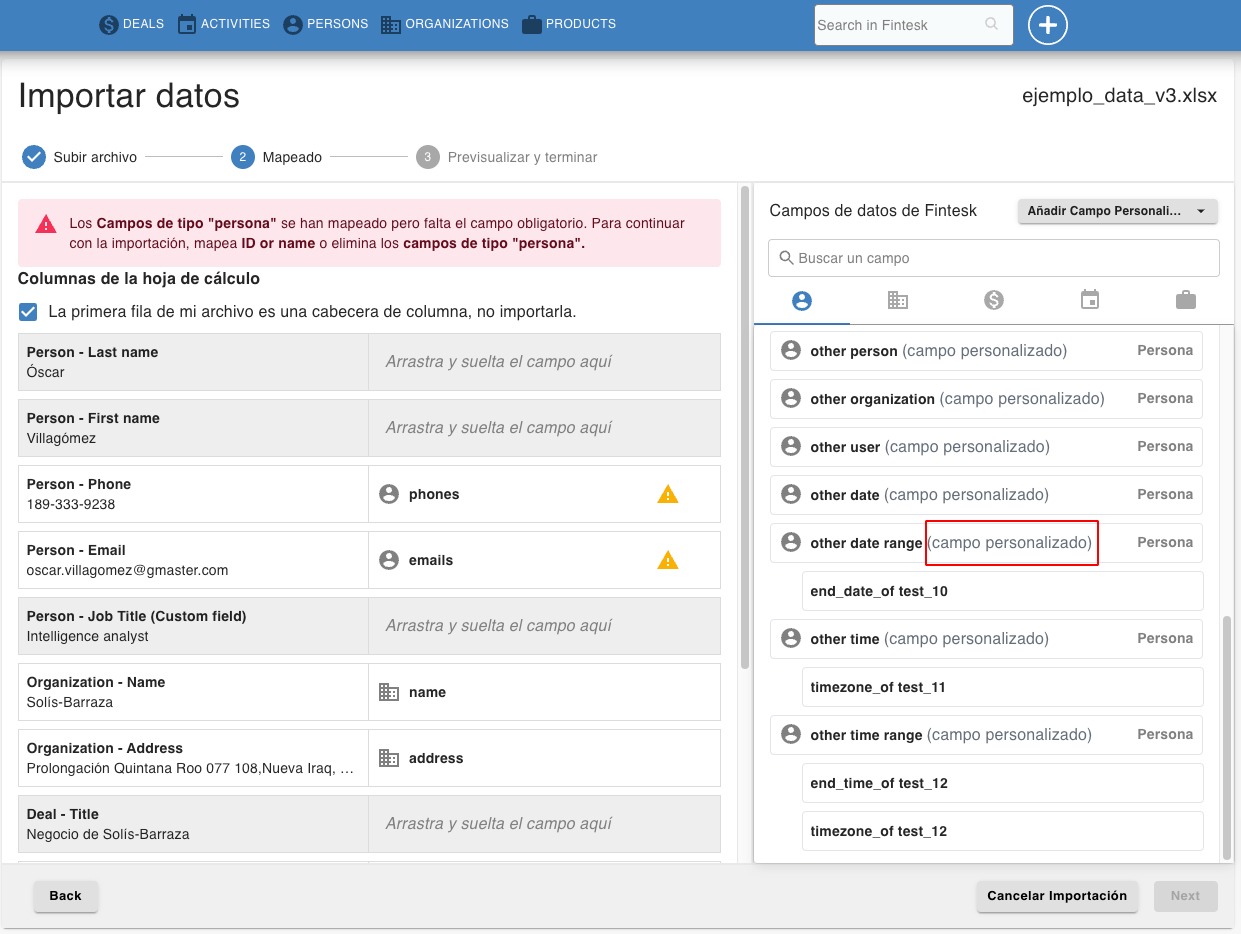 DEALS ACTIVITIES PERSONS ORGANIZATIONS PRODUCTS Search in Fintesk
Importar datos
ejemplo_data_v3.xlsx
Subir archivo 2 Mapeado 3 Previsualizar y terminar
Los Campos de tipo "persona" se han mapeado pero falta el campo obligatorio. Para continuar
con la importación, mapea ID or name o elimina los campos de tipo "persona".
Columnas de la hoja de cálculo
La primera fila de mi archivo es una cabecera de columna, no importarla.
Person - Last name
Óscar
Arrastra y suelta el campo aquí
Person - First name
Villagómez
Arrastra y suelta el campo aquí
Person - Phone
189-333-9238
phones
Person - Email
oscar.villagomez@gmaster.com
emails
Person - Job Title (Custom field)
Intelligence analyst
Arrastra y suelta el campo aquí
Organization - Name
Solís-Barraza
name
Organization - Address
Prolongación Quintana Roo 077 108,Nueva Iraq, ...
address
Deal - Title
Negocio de Solís-Barraza
Arrastra y suelta el campo aquí
Campos de datos de Fintesk
Añadir Campo Personali...
Buscar un campo
other person (campo personalizado) Persona
other organization (campo personalizado) Persona
other user (campo personalizado) Persona
other date (campo personalizado) Persona
other date range (campo personalizado) Persona
end_date_of test_10
other time (campo personalizado) Persona
timezone_of test_11
other time range (campo personalizado) Persona
end_time_of test_12
timezone_of test_12
Back
Cancelar Importación
Next